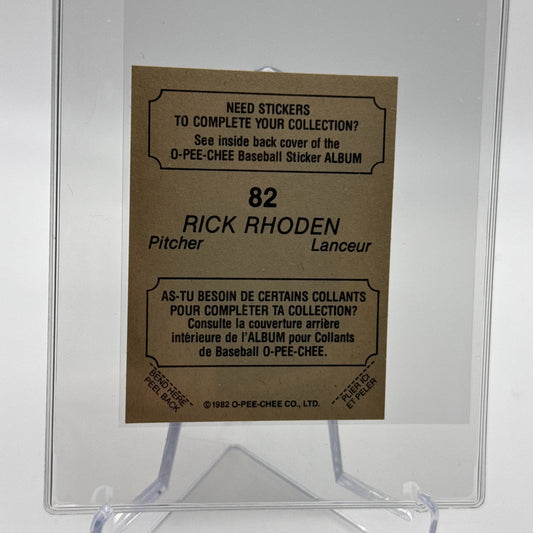 NEED STICKERS
TO COMPLETE YOUR COLLECTION?
See inside back cover of the
O-PEE-CHEE Baseball Sticker ALBUM
82
RICK RHODEN
Pitcher Lanceur
AS-TU BESOIN DE CERTAINS COLLANTS
POUR COMPLÈTER TA COLLECTION?
Consulte la couverture arrière
intérieure de l'ALBUM pour Collants
de Baseball O-PEE-CHEE.
BEND HERE
PEEL BACK
©1982 O-PEE-CHEE CO., LTD.
PLIER ICI
ET PELER